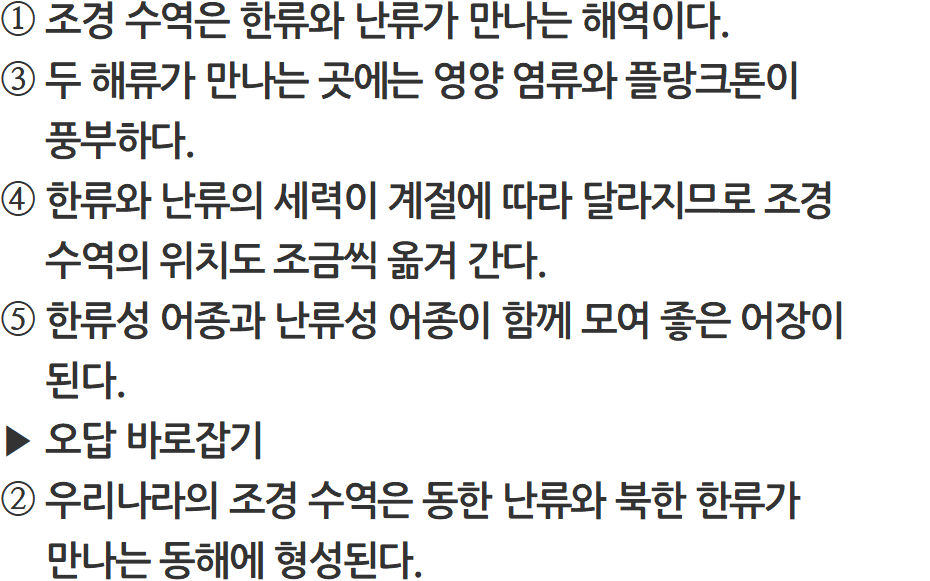 ① 조경 수역은 한류와 난류가 만나는 해역이다.
③ 두 해류가 만나는 곳에는 영양 염류와 플랑크톤이
풍부하다.
④ 한류와 난류의 세력이 계절에 따라 달라지므로 조경
수역의 위치도 조금씩 옮겨 간다.
⑤ 한류성 어종과 난류성 어종이 함께 모여 좋은 어장이
된다.
▶ 오답 바로잡기
② 우리나라의 조경 수역은 동한 난류와 북한 한류가
만나는 동해에 형성된다.